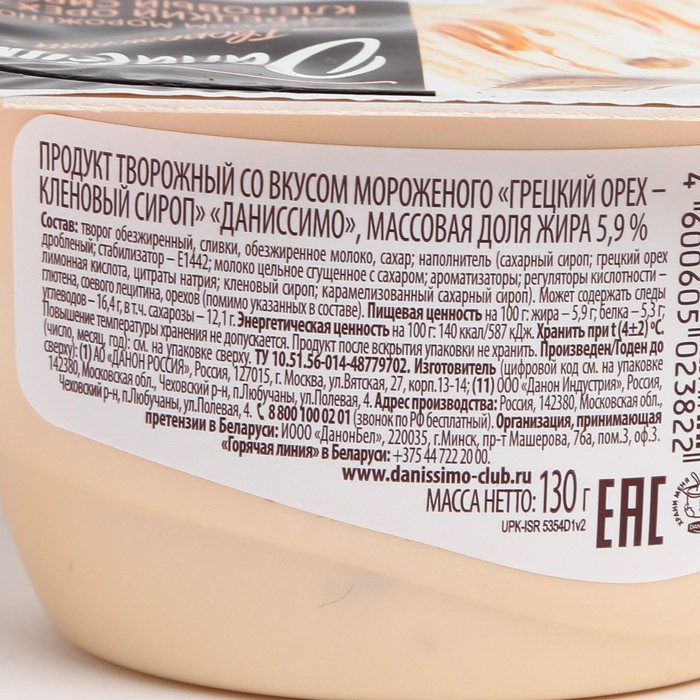 КЛЕНОВЫЙ СИРОП
ГРЕЦКИЙ ОРЕХ
МОРОЖЕНО
Даниссим
ПРОДУКТ ТВОРОЖНЫЙ СО ВКУСОМ МОРОЖЕНОГО «ГРЕЦКИЙ ОРЕХ –
КЛЕНОВЫЙ СИРОП» «ДАНИССИМО», МАССОВАЯ ДОЛЯ ЖИРА 5,9 %
Состав: творог обезжиренный, сливки, обезжиренное молоко, сахар; наполнитель (сахарный сироп; грецкий орех
дробленый; стабилизатор – Е1442; молоко цельное сгущенное с сахаром; ароматизаторы; регуляторы кислотности –
лимонная кислота, цитраты натрия; кленовый сироп; карамелизованный сахарный сироп). Может содержать следы
глютена, соевого лецитина, орехов (помимо указанных в составе). Пищевая ценность на 100 г: жира – 5,9 г; белка – 5,3 г;
углеводов – 16,4 г, в т.ч. сахарозы – 12,1 г. Энергетическая ценность на 100 г: 140 ккал/587 кДж. Хранить при t (4±2) °С.
Повышение температуры хранения не допускается. Продукт после вскрытия упаковки не хранить. Произведен/Годен до
(число, месяц, год): см. на упаковке сверху. ТУ 10.51.56-014-48779702. Изготовитель (цифровой код см. на упаковке
сверху): (1) АО «ДАНОН РОССИЯ», Россия, 127015, г. Москва, ул.Вятская, 27, корп.13-14; (11) ООО «Данон Индустрия», Россия,
142380, Московская обл., Чеховский р-н, п.Любучаны, ул.Полевая, 4. Адрес производства: Россия, 142380, Московская обл.,
Чеховский р-н, п.Любучаны, ул.Полевая, 4. 8 800 100 02 01 (звонок по РФ бесплатный). Организация, принимающая
претензии в Беларуси: ИООО «ДанонБел», 220035, г.Минск, пр-т Машерова, 76а, пом.3, оф.3.
«Горячая линия» в Беларуси: +375 44 722 20 00.
www.danissimo-club.ru
МАССА НЕТТО: 130 г
UPK-ISR 5354D1v2
EAC
4 600605 023822
ХРАНИ МЕНЯ